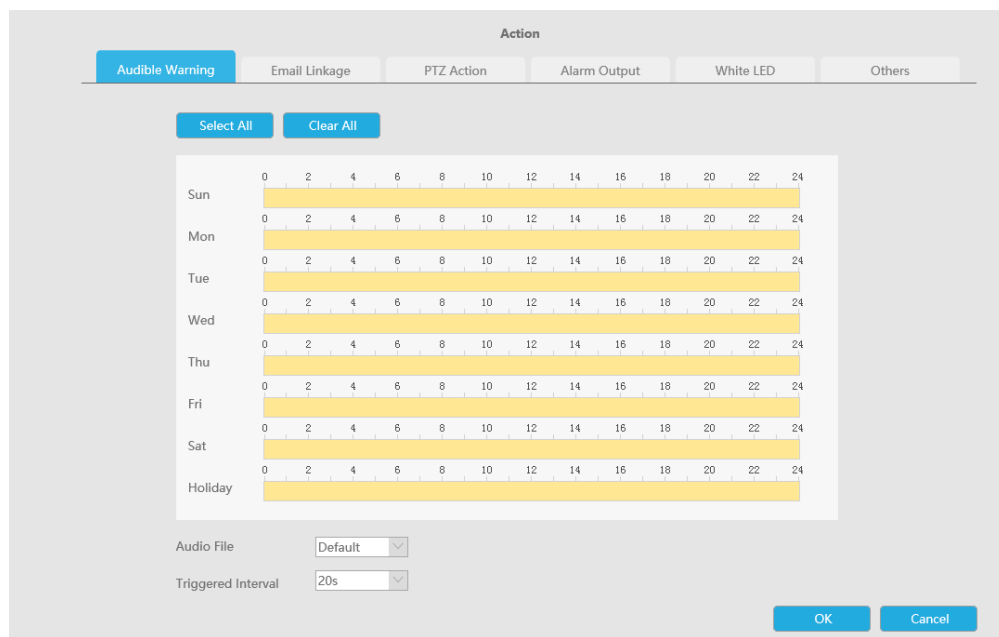 Action
Audible Warning Email Linkage PTZ Action Alarm Output White LED Others
Select All Clear All
0 2 4 6 8 10 12 14 16 18 20 22 24
Sun
0 2 4 6 8 10 12 14 16 18 20 22 24
Mon
0 2 4 6 8 10 12 14 16 18 20 22 24
Tue
0 2 4 6 8 10 12 14 16 18 20 22 24
Wed
0 2 4 6 8 10 12 14 16 18 20 22 24
Thu
0 2 4 6 8 10 12 14 16 18 20 22 24
Fri
0 2 4 6 8 10 12 14 16 18 20 22 24
Sat
0 2 4 6 8 10 12 14 16 18 20 22 24
Holiday
Audio File Default
Triggered Interval 20s
OK Cancel